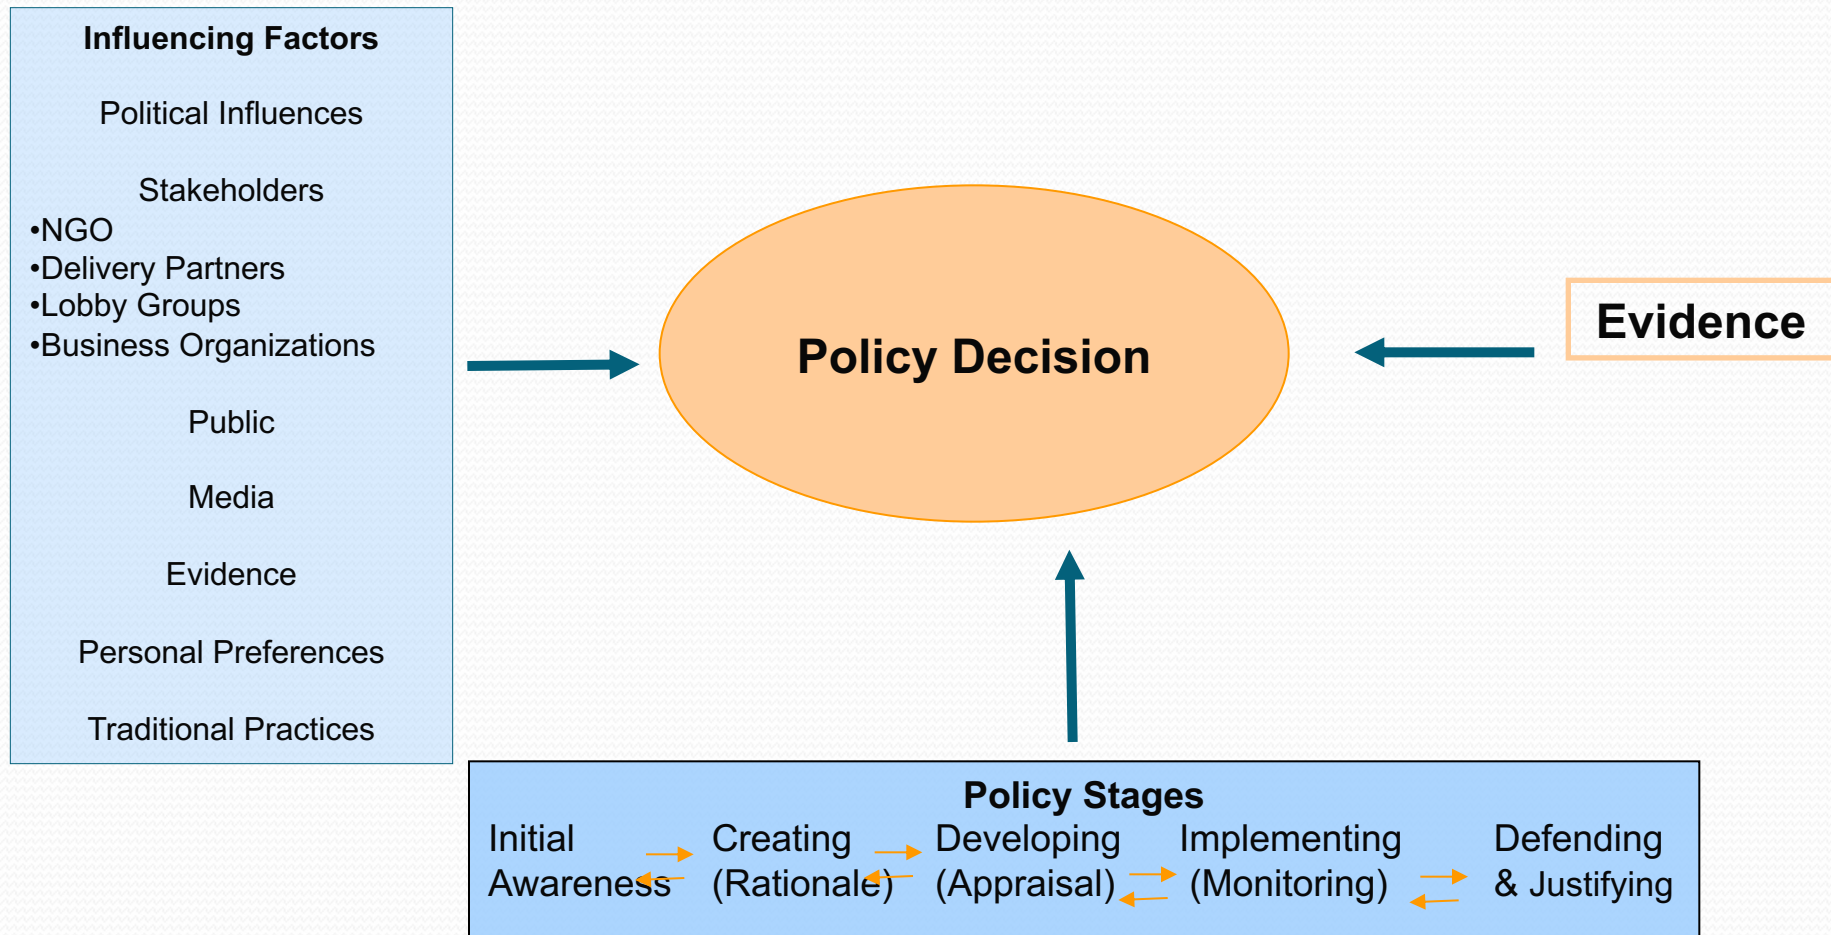 Influencing Factors
Political Influences
Stakeholders
•NGO
•Delivery Partners
•Lobby Groups
•Business Organizations
Public
Media
Evidence
Personal Preferences
Traditional Practices
Policy Decision
Evidence
Policy Stages
Initial Awareness
Creating (Rationale)
Developing (Appraisal)
Implementing (Monitoring)
Defending & Justifying